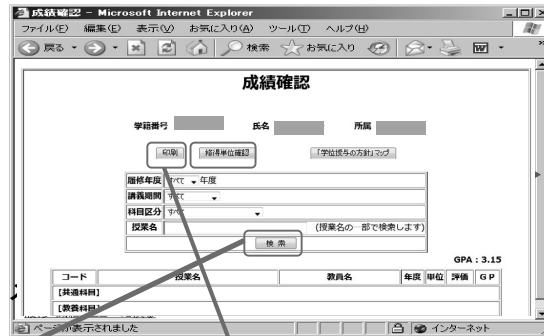 成績確認 - Microsoft Internet Explorer
ファイル(F) 編集(E) 表示(V) お気に入り(A) ツール(T) ヘルプ(H)
戻る 検索 お気に入り
成績確認
学籍番号 氏名 所属
印刷 修得単位確認 「学位授与の方針」マップ
履修年度 すべて 年度
講義期間 すべて
科目区分 すべて
授業名 (授業名の一部で検索します)
検索
GPA : 3.15
コード 授業名 教員名 年度 単位 評価 GP
[共通科目]
[教養科目]
ページが表示されました インターネット